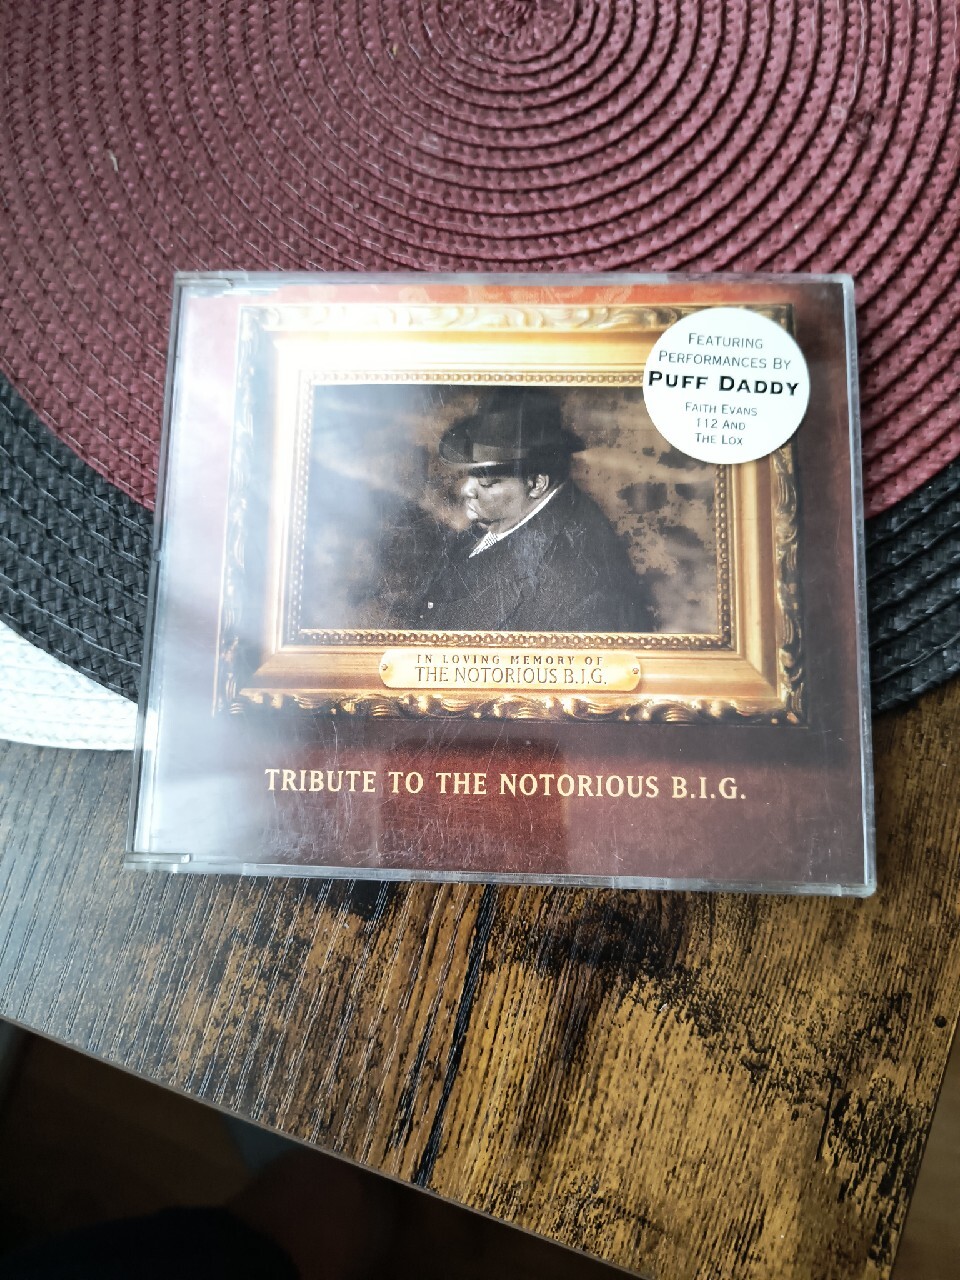 FEATURING
PERFORMANCES BY
PUFF DADDY
FAITH EVANS
112 AND
THE LOX
IN LOVING MEMORY OF
THE NOTORIOUS B.I.G.
TRIBUTE TO THE NOTORIOUS B.I.G.